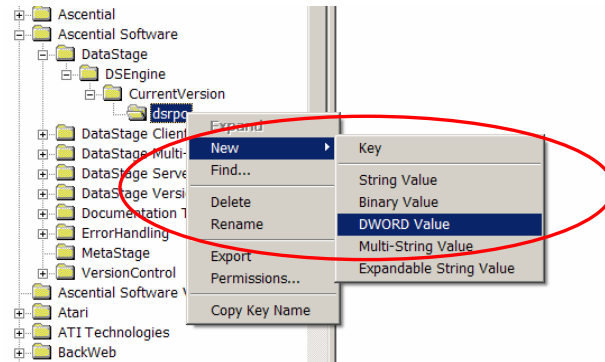 Ascential
Ascential Software
DataStage
DSEngine
CurrentVersion
dsrpc
DataStage Client
DataStage Multi-
DataStage Serve
DataStage Versi
Documentation T
ErrorHandling
MetaStage
VersionControl
Ascential Software V
Atari
ATI Technologies
BackWeb
Expand
New
Find...
Delete
Rename
Export
Permissions...
Copy Key Name
Key
String Value
Binary Value
DWORD Value
Multi-String Value
Expandable String Value